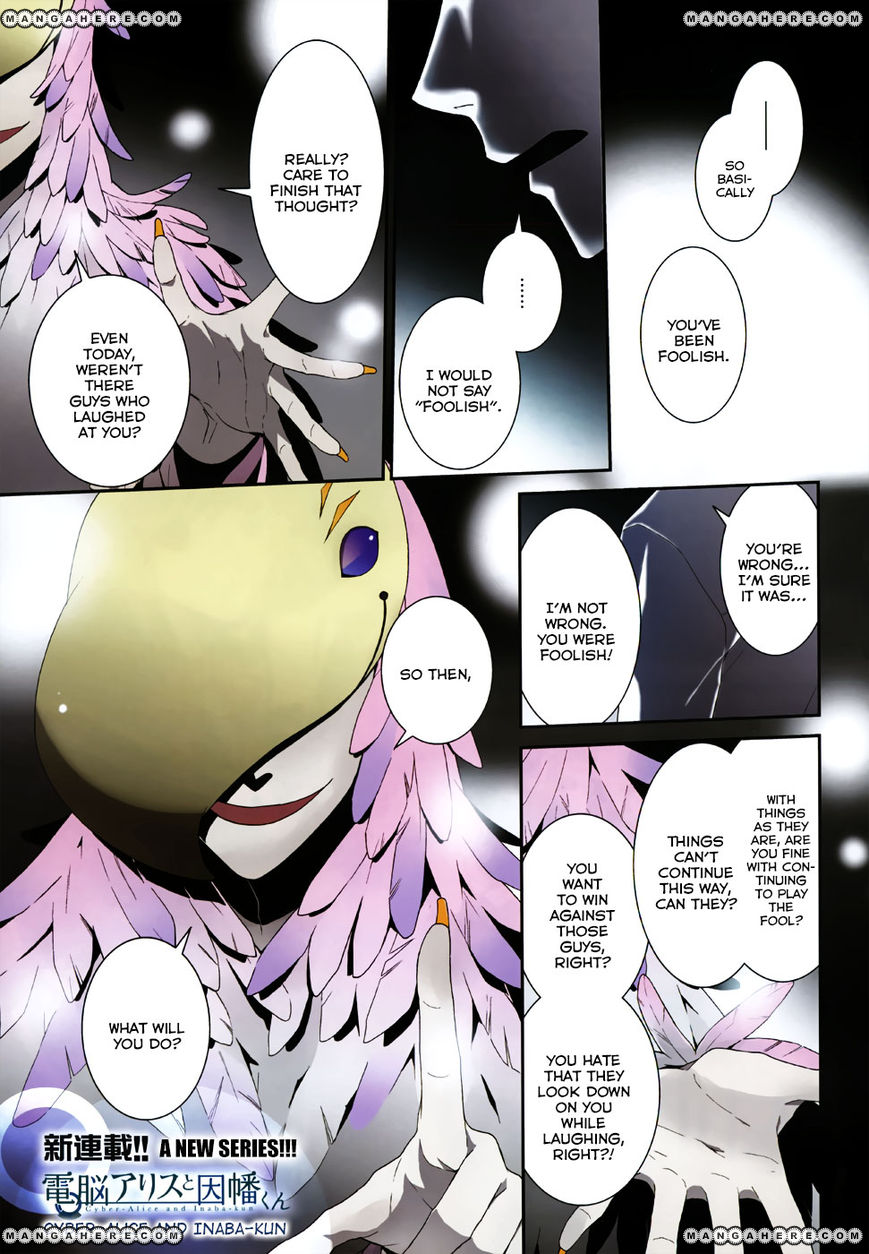 MANGAHERE.COM
MANGAHERE.COM
—
SO
BASI-
CALLY
YOU'VE
BEEN
FOOLISH.
........
I WOULD
NOT SAY
"FOOLISH".
REALLY?
CARE TO
FINISH THAT
THOUGHT?
EVEN
TODAY,
WEREN'T
THERE
GUYS WHO
LAUGHED
AT YOU?
YOU'RE
WRONG...
I'M SURE
IT WAS...
I'M NOT
WRONG.
YOU WERE
FOOLISH!
WITH
THINGS
AS THEY
ARE, ARE
YOU FINE
WITH CON-
TINUING
TO PLAY
THE
FOOL?
THINGS
CAN'T
CONTINUE
THIS WAY,
CAN THEY?
YOU
WANT
TO WIN
AGAINST
THOSE
GUYS,
RIGHT?
YOU HATE
THAT THEY
LOOK DOWN
ON YOU
WHILE
LAUGHING,
RIGHT?!
SO THEN,
WHAT WILL
YOU DO?
新連載!! A NEW SERIES!!!
電脳アリスと因幡くん
Cyber-Alice and Inaba-kun
CYBER-ALICE AND INABA-KUN
MANGAHERE.COM
MANGAHERE.COM